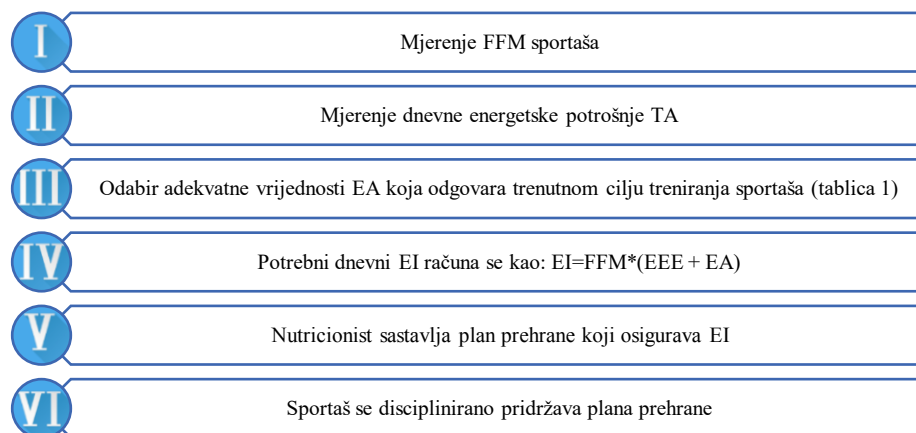 I
Mjerenje FFM sportaša
II
Mjerenje dnevne energetske potrošnje TA
III
Odabir adekvatne vrijednosti EA koja odgovara trenutnom cilju treniranja sportaša (tablica 1)
IV
Potrebni dnevni EI računa se kao: EI=FFM*(EEE + EA)
V
Nutricionist sastavlja plan prehrane koji osigurava EI
VI
Sportaš se disciplinirano pridržava plana prehrane